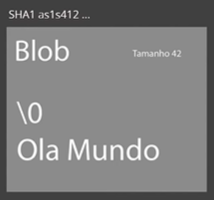 SHA1 as1s412 ...
Blob
Tamanho 42
\0
Ola Mundo